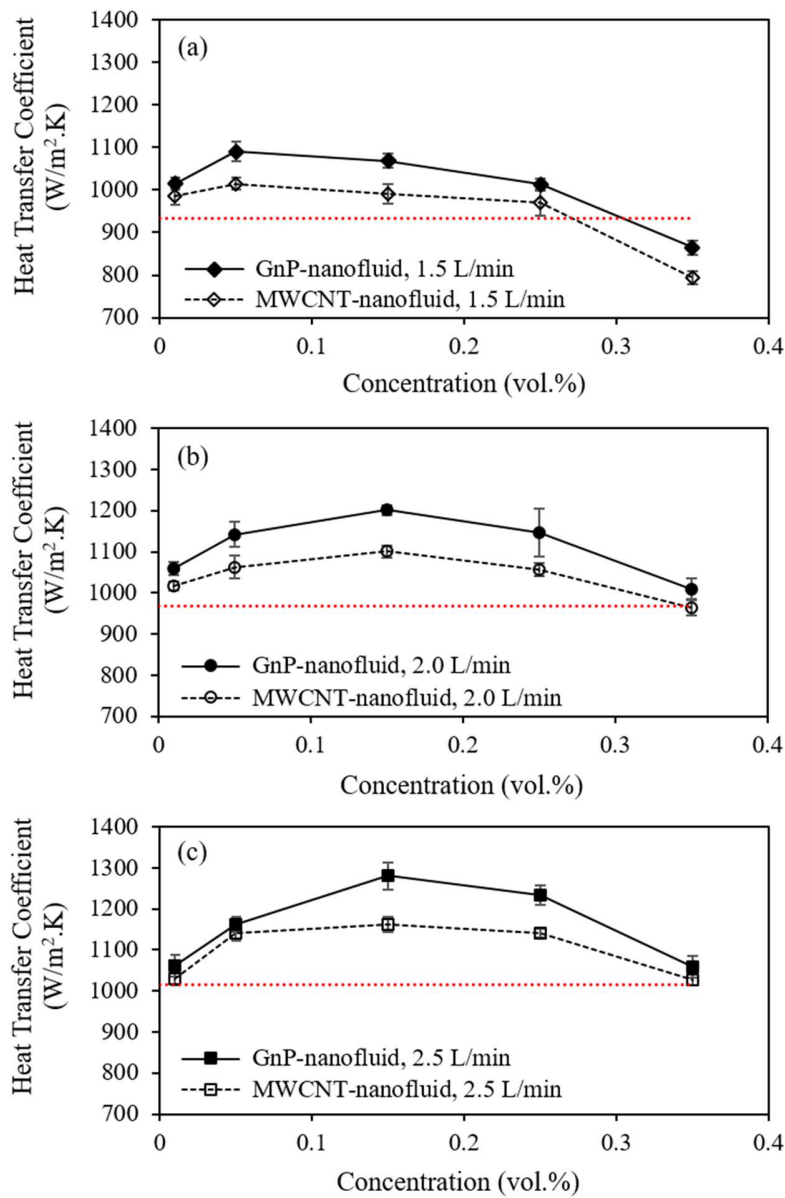 (a)
Heat Transfer Coefficient
(W/m².K)
1400
1300
1200
1100
1000
900
800
700
GnP-nanofluid, 1.5 L/min
MWCNT-nanofluid, 1.5 L/min
0 0.1 0.2 0.3 0.4
Concentration (vol.%)
(b)
Heat Transfer Coefficient
(W/m².K)
1400
1300
1200
1100
1000
900
800
700
GnP-nanofluid, 2.0 L/min
MWCNT-nanofluid, 2.0 L/min
0 0.1 0.2 0.3 0.4
Concentration (vol.%)
(c)
Heat Transfer Coefficient
(W/m².K)
1400
1300
1200
1100
1000
900
800
700
GnP-nanofluid, 2.5 L/min
MWCNT-nanofluid, 2.5 L/min
0 0.1 0.2 0.3 0.4
Concentration (vol.%)